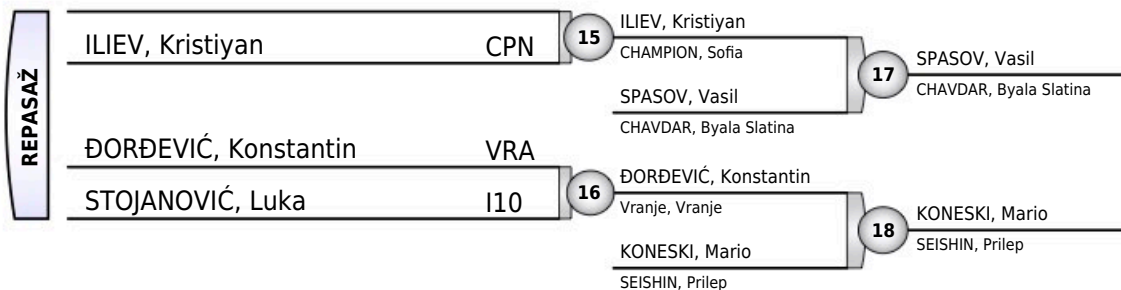 REPASAŽ
ILIEV, Kristiyan CPN
15
ILIEV, Kristiyan
CHAMPION, Sofia
SPASOV, Vasil
CHAVDAR, Byala Slatina
17
SPASOV, Vasil
CHAVDAR, Byala Slatina
ĐORĐEVIĆ, Konstantin VRA
STOJANOVIĆ, Luka I10
16
ĐORĐEVIĆ, Konstantin
Vranje, Vranje
KONESKI, Mario
SEISHIN, Prilep
18
KONESKI, Mario
SEISHIN, Prilep